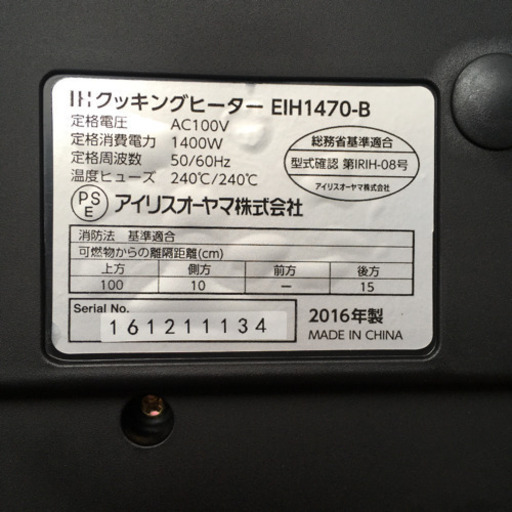 IHクッキングヒーター EIH1470-B
定格電圧 AC100V
定格消費電力 1400W
定格周波数 50/60Hz
温度ヒューズ 240℃/240℃
総務省基準適合
型式確認 第IRIH-08号
アイリスオーヤマ株式会社
PSE アイリスオーヤマ株式会社
消防法 基準適合
可燃物からの離隔距離(cm)
上方 側方 前方 後方
100 10 − 15
Serial No.
161211134
2016年製
MADE IN CHINA